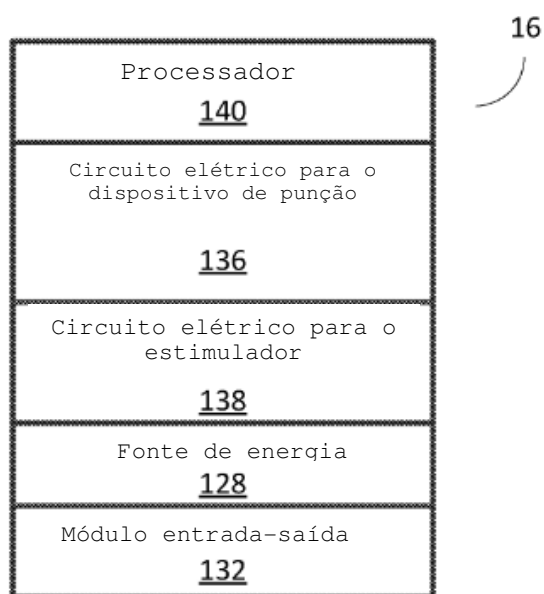 16
Processador
140
Circuito elétrico para o
dispositivo de punção
136
Circuito elétrico para o
estimulador
138
Fonte de energia
128
Módulo entrada-saída
132